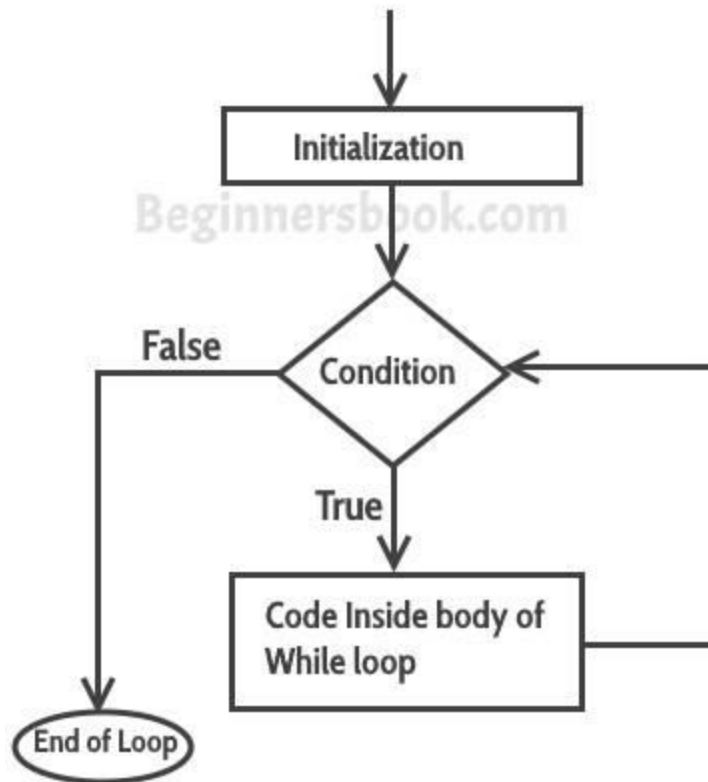 Initialization
Beginnersbook.com
False
Condition
True
Code Inside body of
While loop
End of Loop